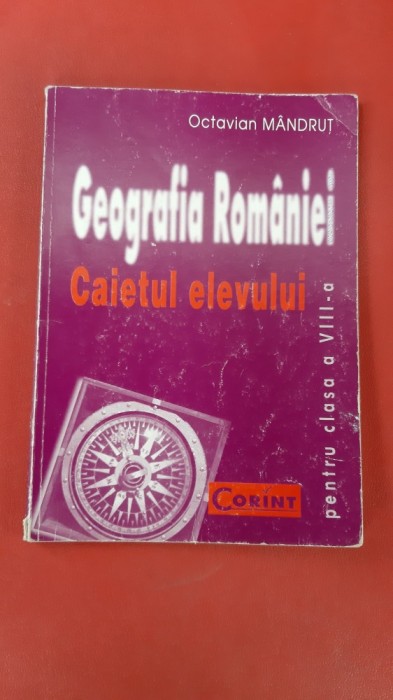 Octavian MÂNDRUȚ
Geografia României
Caietul elevului
pentru clasa a VIII-a
CORINT